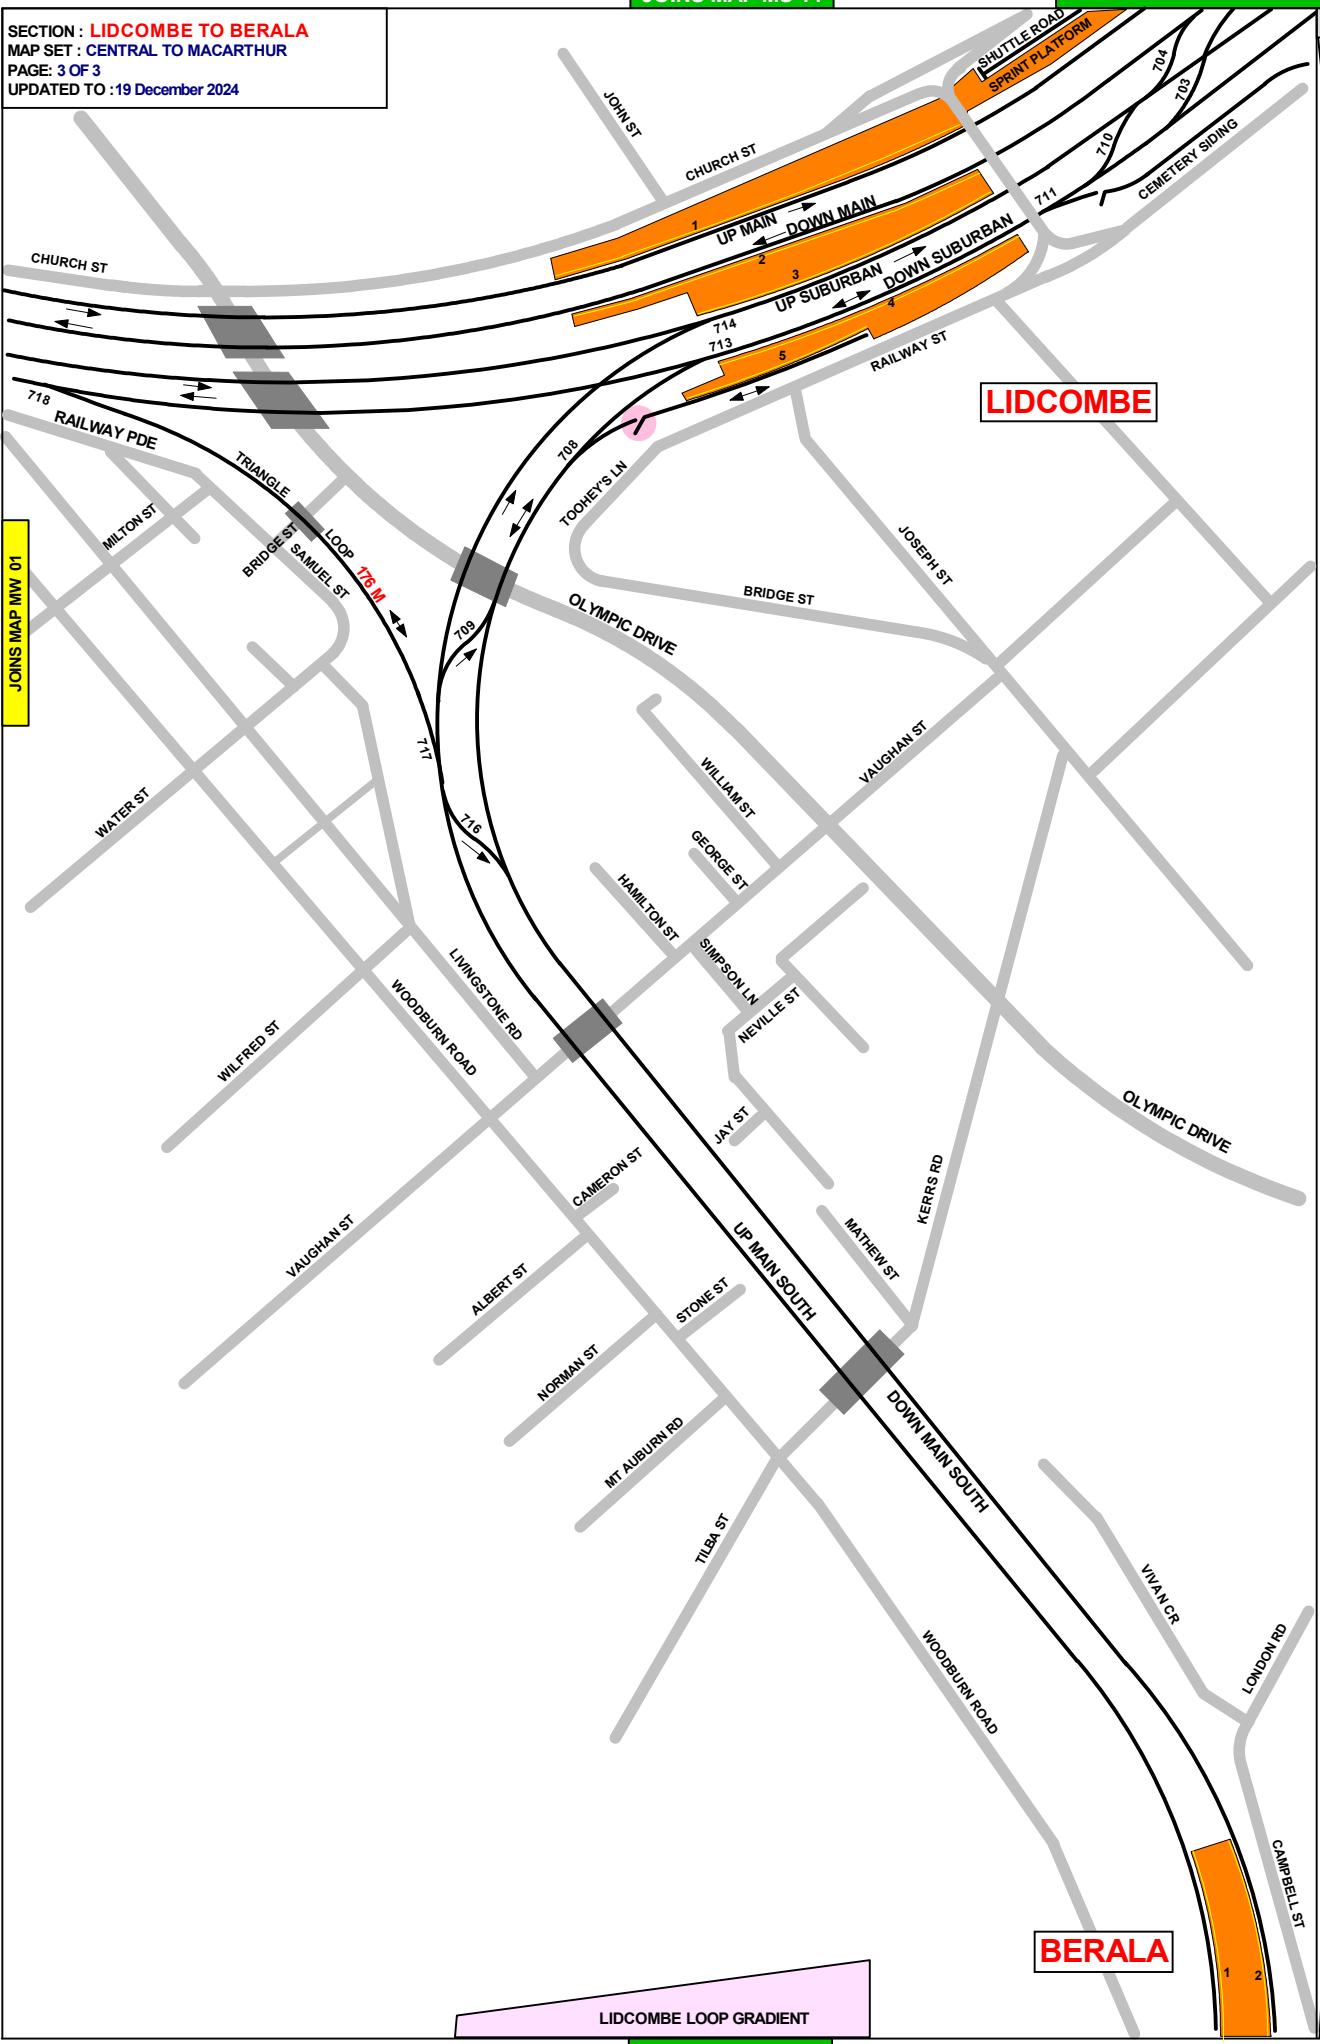 SECTION : LIDCOMBE TO BERALA
MAP SET : CENTRAL TO MACARTHUR
PAGE: 3 OF 3
UPDATED TO :19 December 2024
SHUTTLE ROAD
SPRINT PLATFORM
704
703
710
711
CEMETERY SIDING
JOHN ST
CHURCH ST
CHURCH ST
1
UP MAIN
DOWN MAIN
2
3
UP SUBURBAN
DOWN SUBURBAN
4
714
713
5
RAILWAY ST
LIDCOMBE
718
RAILWAY PDE
TRIANGLE
LOOP
176 M
708
TOOHEY'S LN
MILTON ST
BRIDGE ST
SAMUEL ST
JOINS MAP MW 01
709
OLYMPIC DRIVE
BRIDGE ST
JOSEPH ST
717
VAUGHAN ST
WILLIAM ST
WATER ST
716
GEORGE ST
HAMILTON ST
SIMPSON LN
NEVILLE ST
LIVINGSTONE RD
WOODBURN ROAD
WILFRED ST
JAY ST
OLYMPIC DRIVE
CAMERON ST
KERRS RD
VAUGHAN ST
ALBERT ST
UP MAIN SOUTH
MATHEW ST
STONE ST
NORMAN ST
MT AUBURN RD
DOWN MAIN SOUTH
TILBA ST
VIVAN CR
WOODBURN ROAD
LONDON RD
CAMPBELL ST
BERALA
1
2
LIDCOMBE LOOP GRADIENT